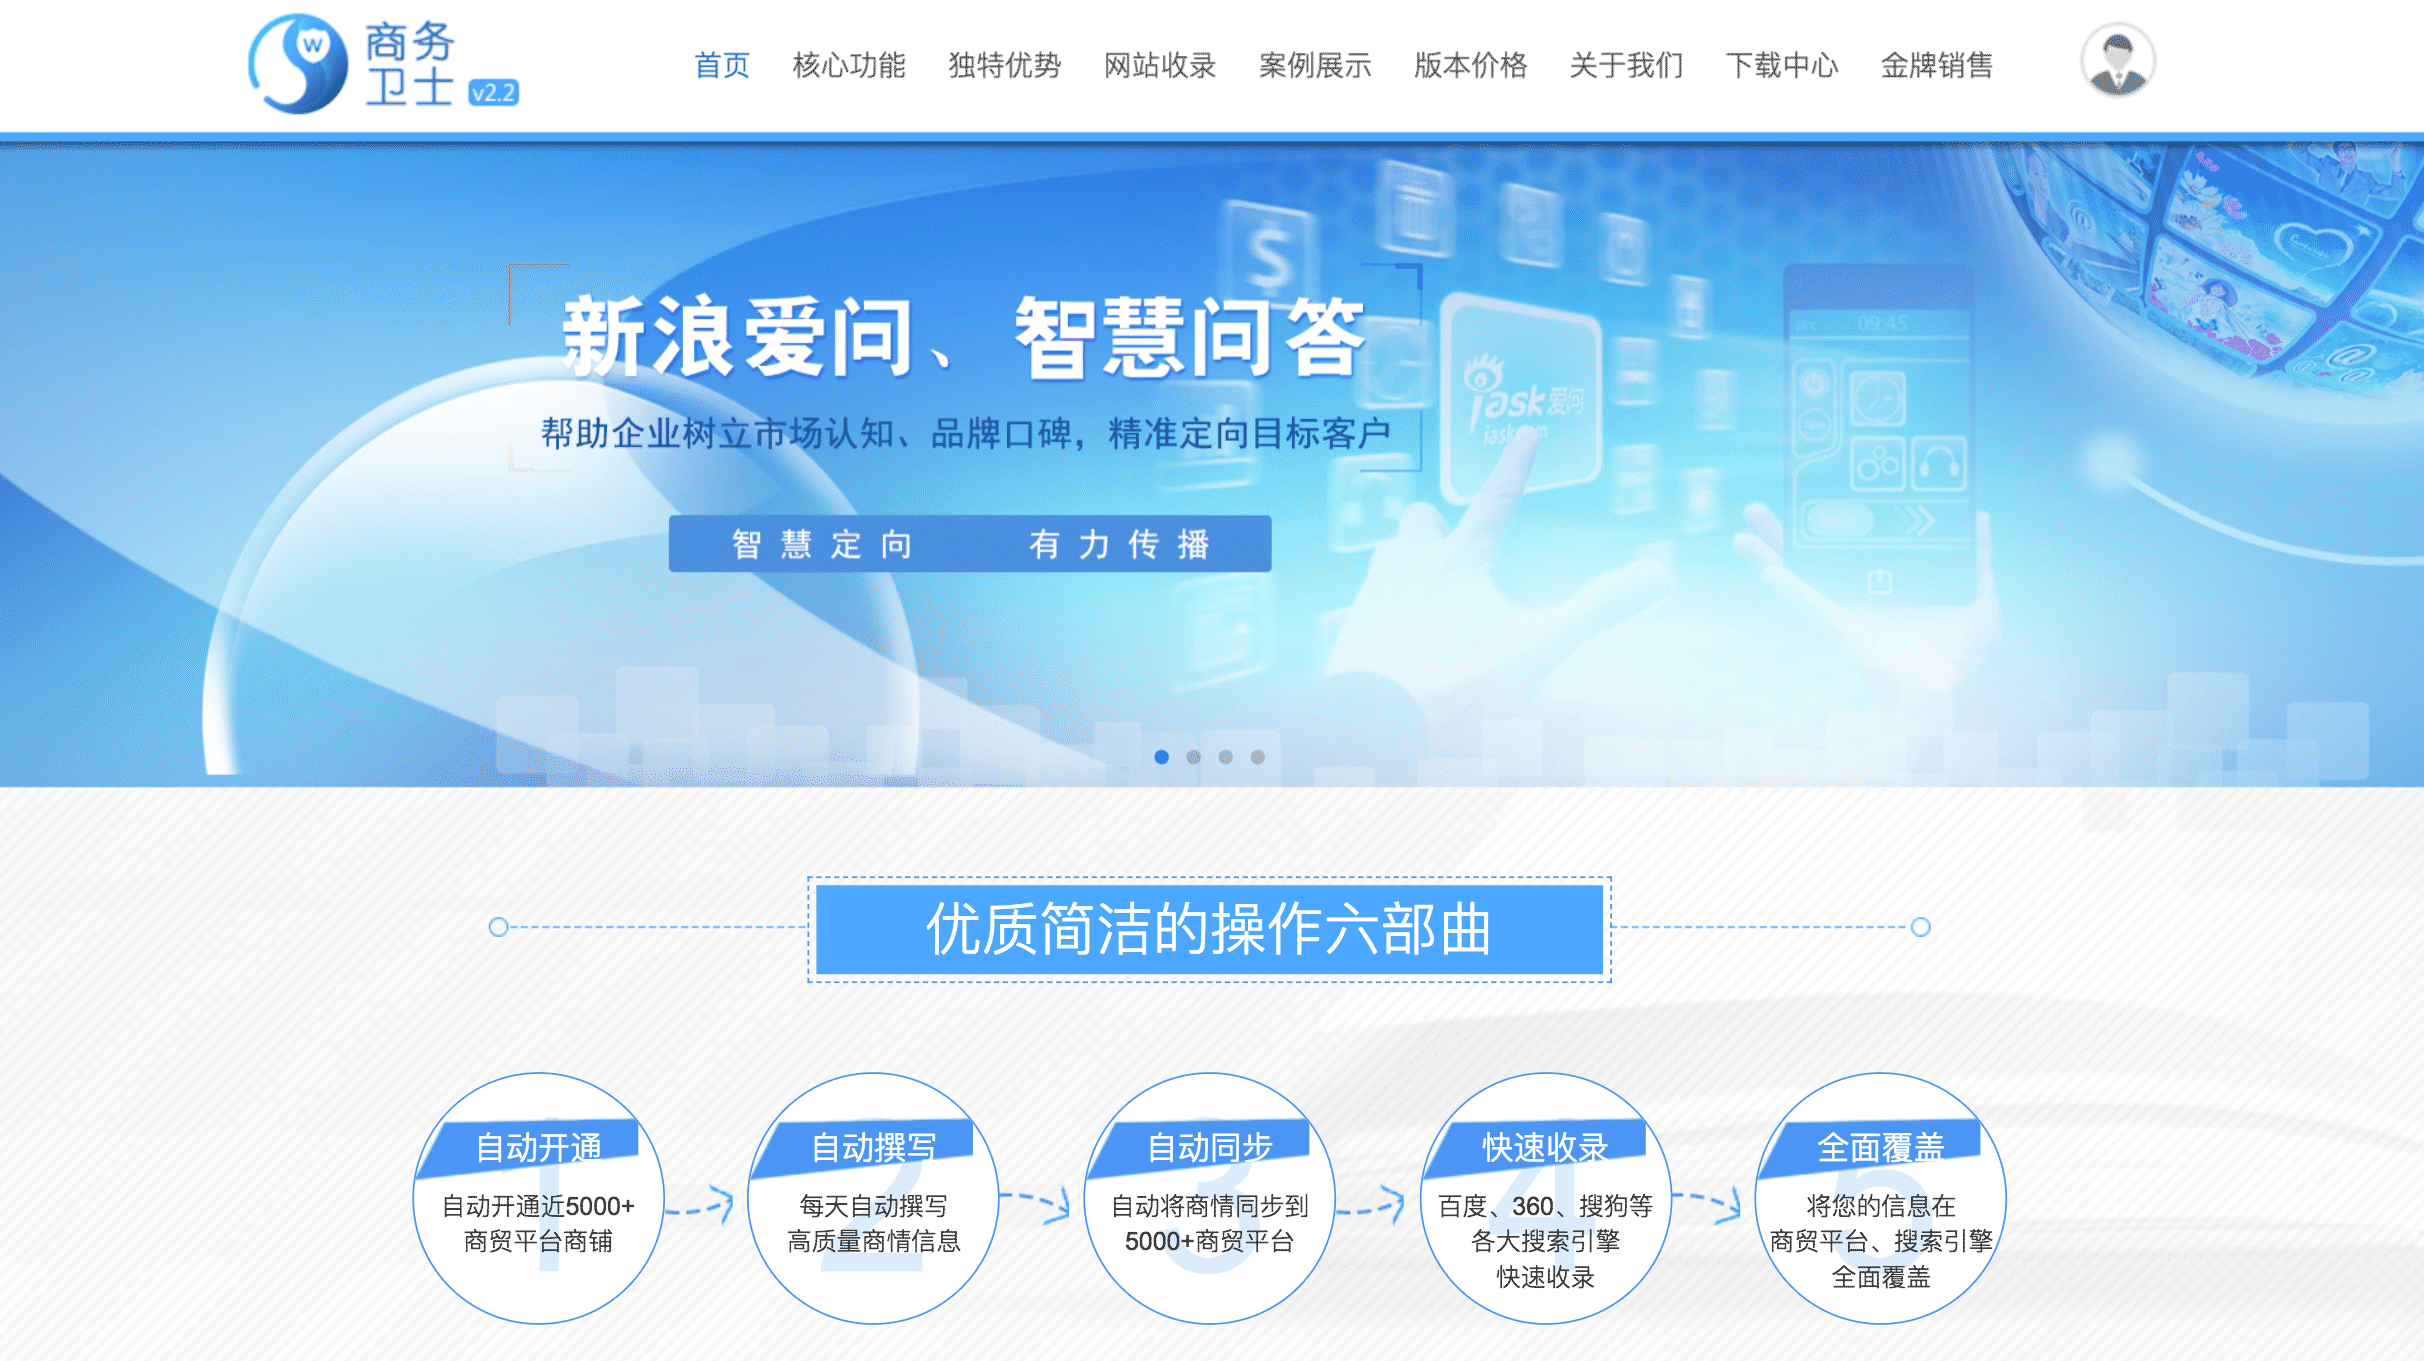 W
商务
卫士 v2.2
首页 核心功能 独特优势 网站收录 案例展示 版本价格 关于我们 下载中心 金牌销售
新浪爱问、智慧问答
帮助企业树立市场认知、品牌口碑，精准定向目标客户
智慧定向 有力传播
$
iask爱问
09:45
优质简洁的操作六部曲
1
自动开通
自动开通近5000+
商贸平台商铺
2
自动撰写
每天自动撰写
高质量商情信息
3
自动同步
自动将商情同步到
5000+商贸平台
4
快速收录
百度、360、搜狗等
各大搜索引擎
快速收录
5
全面覆盖
将您的信息在
商贸平台、搜索引擎
全面覆盖